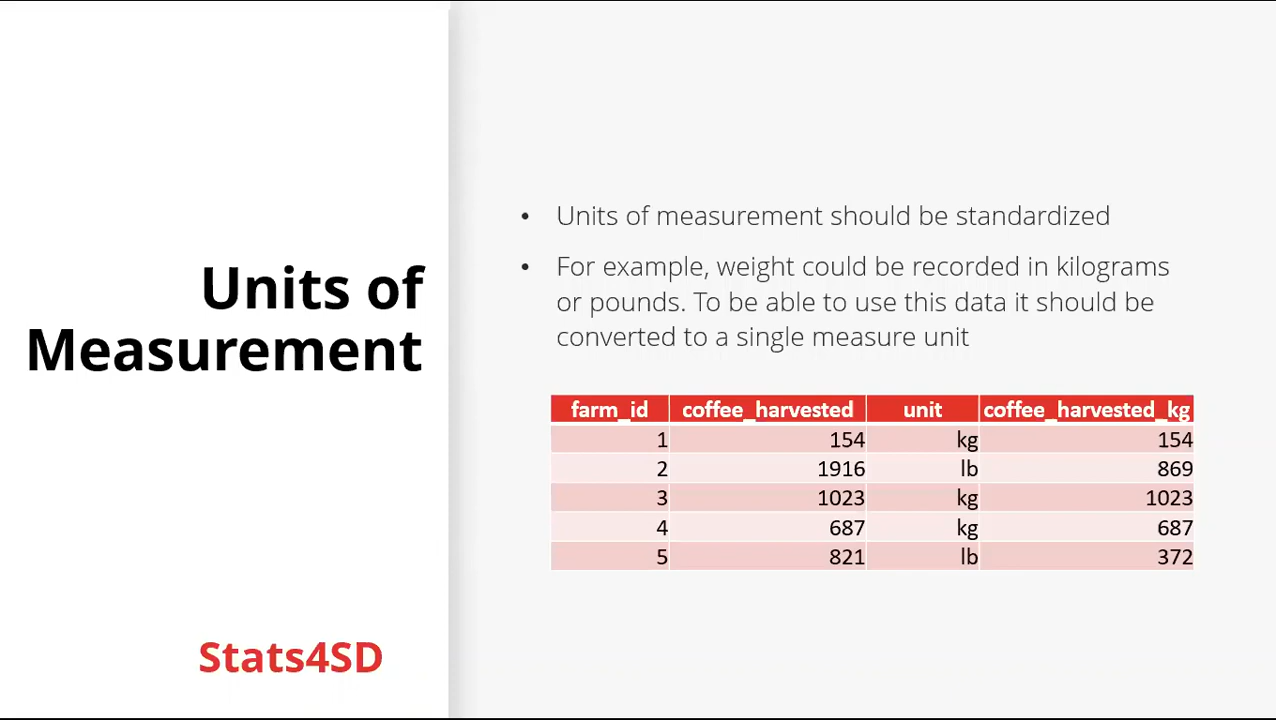 Units of
Measurement
Stats4SD
• Units of measurement should be standardized
• For example, weight could be recorded in kilograms
or pounds. To be able to use this data it should be
converted to a single measure unit
farm_id coffee_harvested unit coffee_harvested_kg
1 154 kg 154
2 1916 lb 869
3 1023 kg 1023
4 687 kg 687
5 821 lb 372